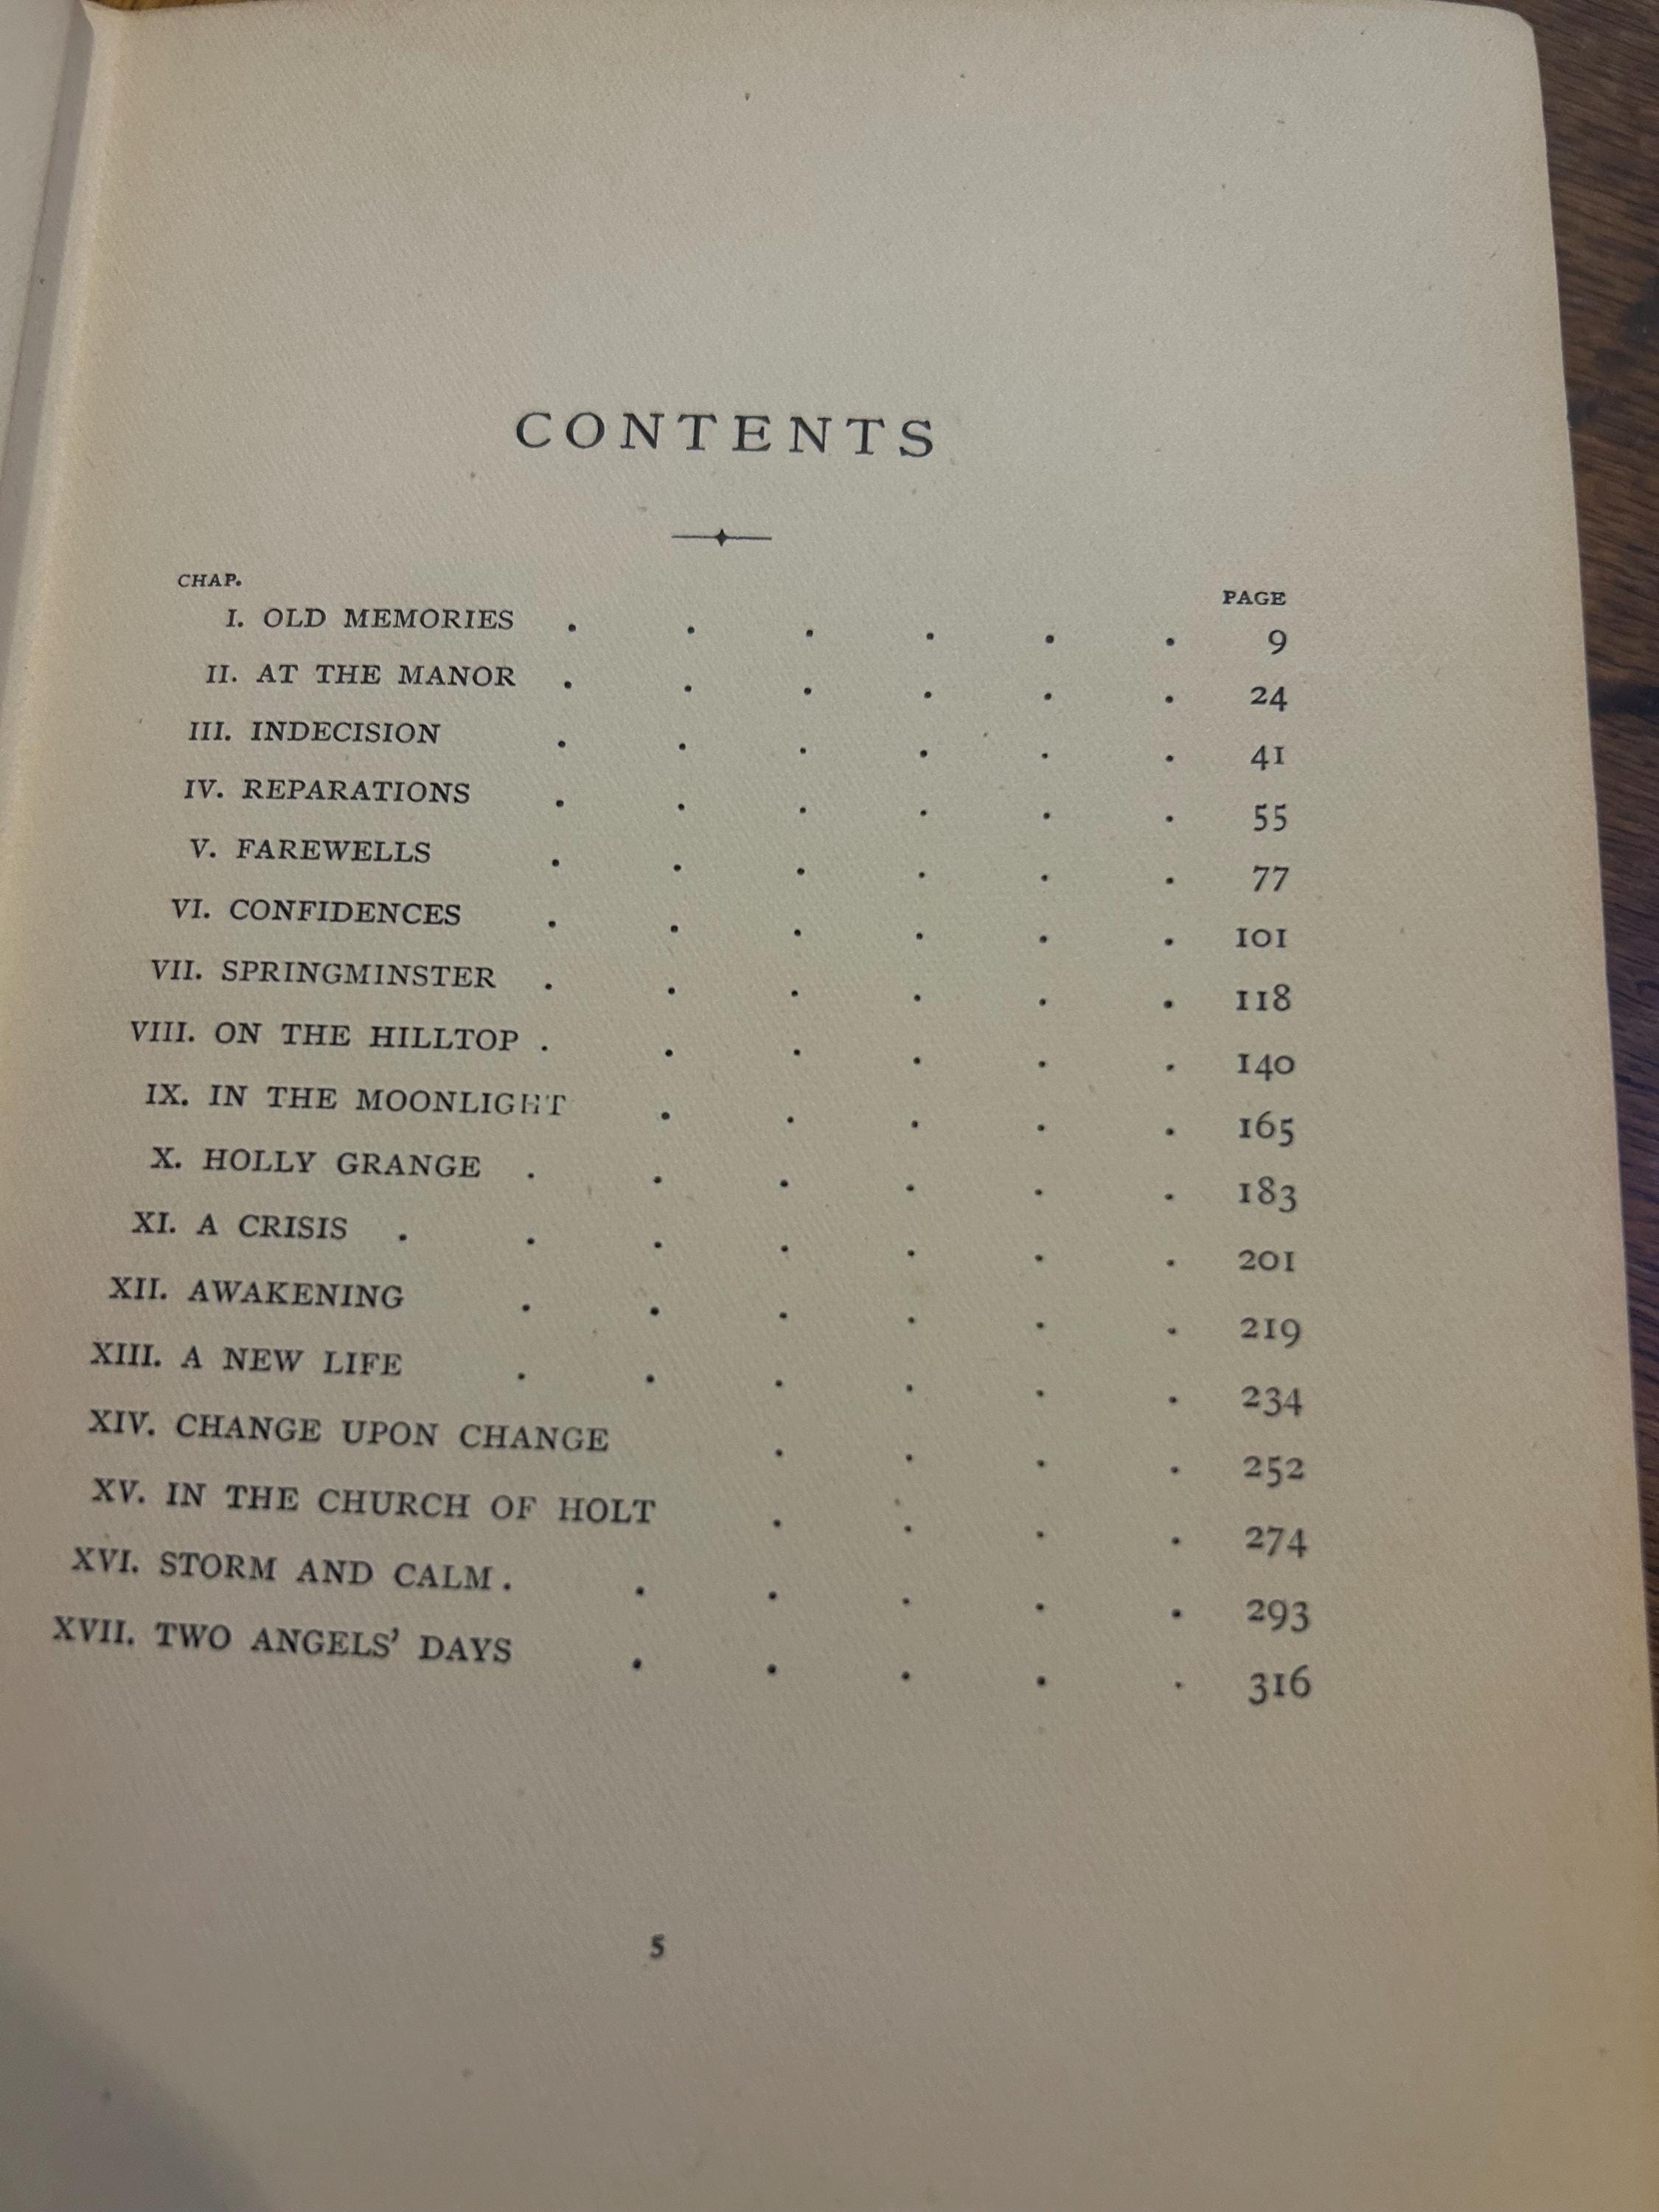 CONTENTS
CHAP. PAGE
I. OLD MEMORIES . . . . . . 9
II. AT THE MANOR . . . . . . 24
III. INDECISION . . . . . . 41
IV. REPARATIONS . . . . . . 55
V. FAREWELLS . . . . . . 77
VI. CONFIDENCES . . . . . . 101
VII. SPRINGMINSTER . . . . . . 118
VIII. ON THE HILLTOP . . . . . . 140
IX. IN THE MOONLIGHT . . . . . 165
X. HOLLY GRANGE . . . . . . 183
XI. A CRISIS . . . . . . . 201
XII. AWAKENING . . . . . . 219
XIII. A NEW LIFE . . . . . . 234
XIV. CHANGE UPON CHANGE . . . . 252
XV. IN THE CHURCH OF HOLT . . . . 274
XVI. STORM AND CALM . . . . . . 293
XVII. TWO ANGELS' DAYS . . . . . 316
5